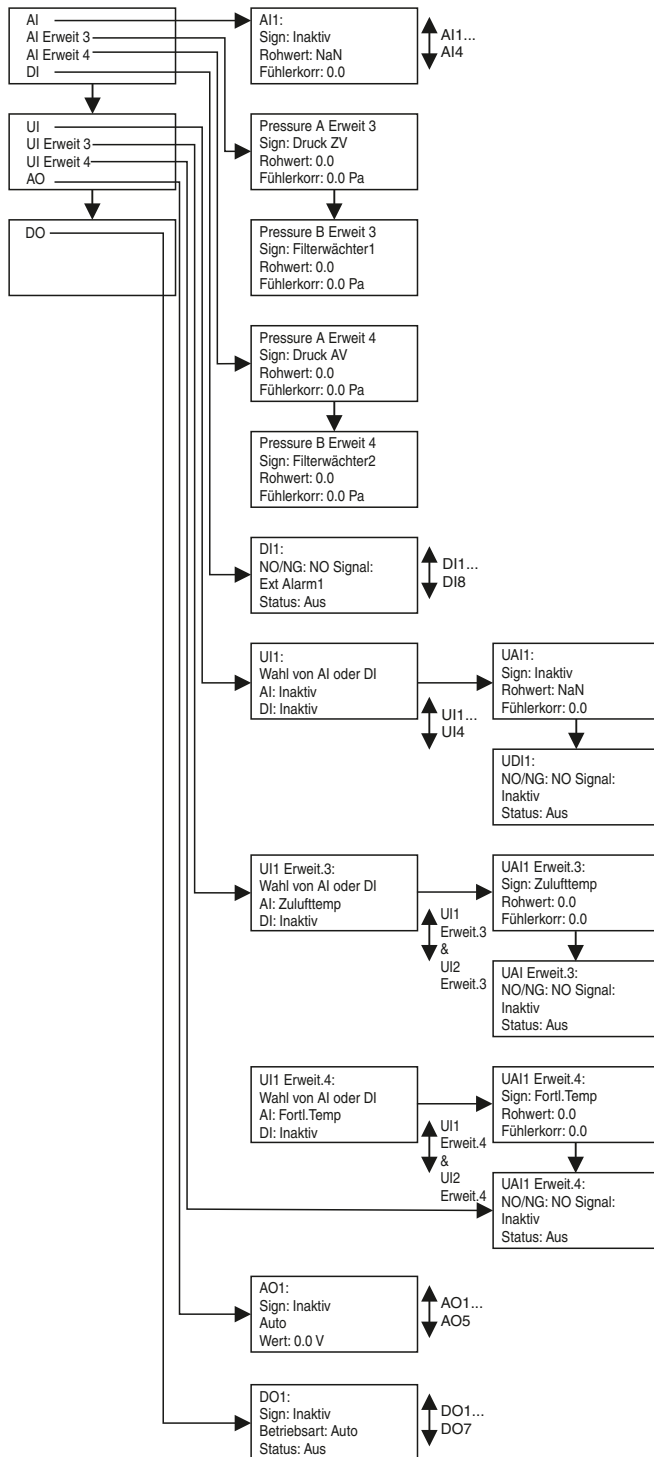 AI
AI Erweit 3
AI Erweit 4
DI
UI
UI Erweit 3
UI Erweit 4
AO
DO
AI1:
Sign: Inaktiv
Rohwert: NaN
Fühlerkorr: 0.0
AI1...
AI4
Pressure A Erweit 3
Sign: Druck ZV
Rohwert: 0.0
Fühlerkorr: 0.0 Pa
Pressure B Erweit 3
Sign: Filterwächter1
Rohwert: 0.0
Fühlerkorr: 0.0 Pa
Pressure A Erweit 4
Sign: Druck AV
Rohwert: 0.0
Fühlerkorr: 0.0 Pa
Pressure B Erweit 4
Sign: Filterwächter2
Rohwert: 0.0
Fühlerkorr: 0.0 Pa
DI1:
NO/NG: NO Signal:
Ext Alarm1
Status: Aus
DI1...
DI8
UI1:
Wahl von AI oder DI
AI: Inaktiv
DI: Inaktiv
UI1...
UI4
UAI1:
Sign: Inaktiv
Rohwert: NaN
Fühlerkorr: 0.0
UDI1:
NO/NG: NO Signal:
Inaktiv
Status: Aus
UI1 Erweit.3:
Wahl von AI oder DI
AI: Zulufttemp
DI: Inaktiv
UI1
Erweit.3
&
UI2
Erweit.3
UAI1 Erweit.3:
Sign: Zulufttemp
Rohwert: 0.0
Fühlerkorr: 0.0
UAI Erweit.3:
NO/NG: NO Signal:
Inaktiv
Status: Aus
UI1 Erweit.4:
Wahl von AI oder DI
AI: Fortl.Temp
DI: Inaktiv
UI1
Erweit.4
&
UI2
Erweit.4
UAI1 Erweit.4:
Sign: Fortl.Temp
Rohwert: 0.0
Fühlerkorr: 0.0
UAI1 Erweit.4:
NO/NG: NO Signal:
Inaktiv
Status: Aus
AO1:
Sign: Inaktiv
Auto
Wert: 0.0 V
AO1...
AO5
DO1:
Sign: Inaktiv
Betriebsart: Auto
Status: Aus
DO1...
DO7